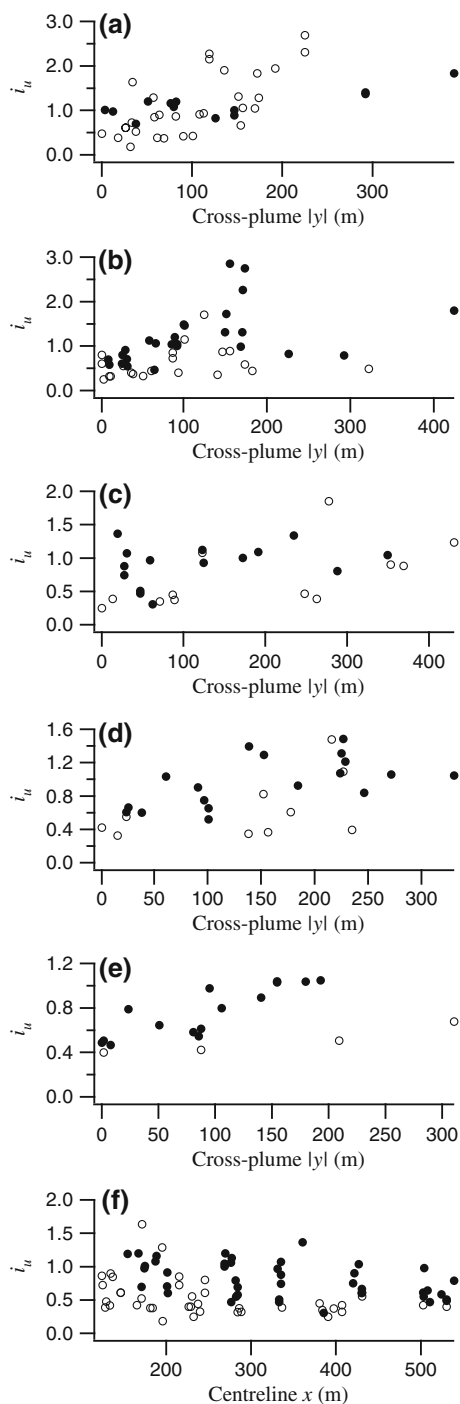 (a)
3.0
2.0
1.0
0.0
i_u
0 100 200 300
Cross-plume |y| (m)
(b)
3.0
2.0
1.0
0.0
i_u
0 100 200 300 400
Cross-plume |y| (m)
(c)
2.0
1.5
1.0
0.5
0.0
i_u
0 100 200 300 400
Cross-plume |y| (m)
(d)
1.6
1.2
0.8
0.4
0.0
i_u
0 50 100 150 200 250 300
Cross-plume |y| (m)
(e)
1.2
0.8
0.4
0.0
i_u
0 50 100 150 200 250 300
Cross-plume |y| (m)
(f)
2.0
1.5
1.0
0.5
0.0
i_u
200 300 400 500
Centreline x (m)